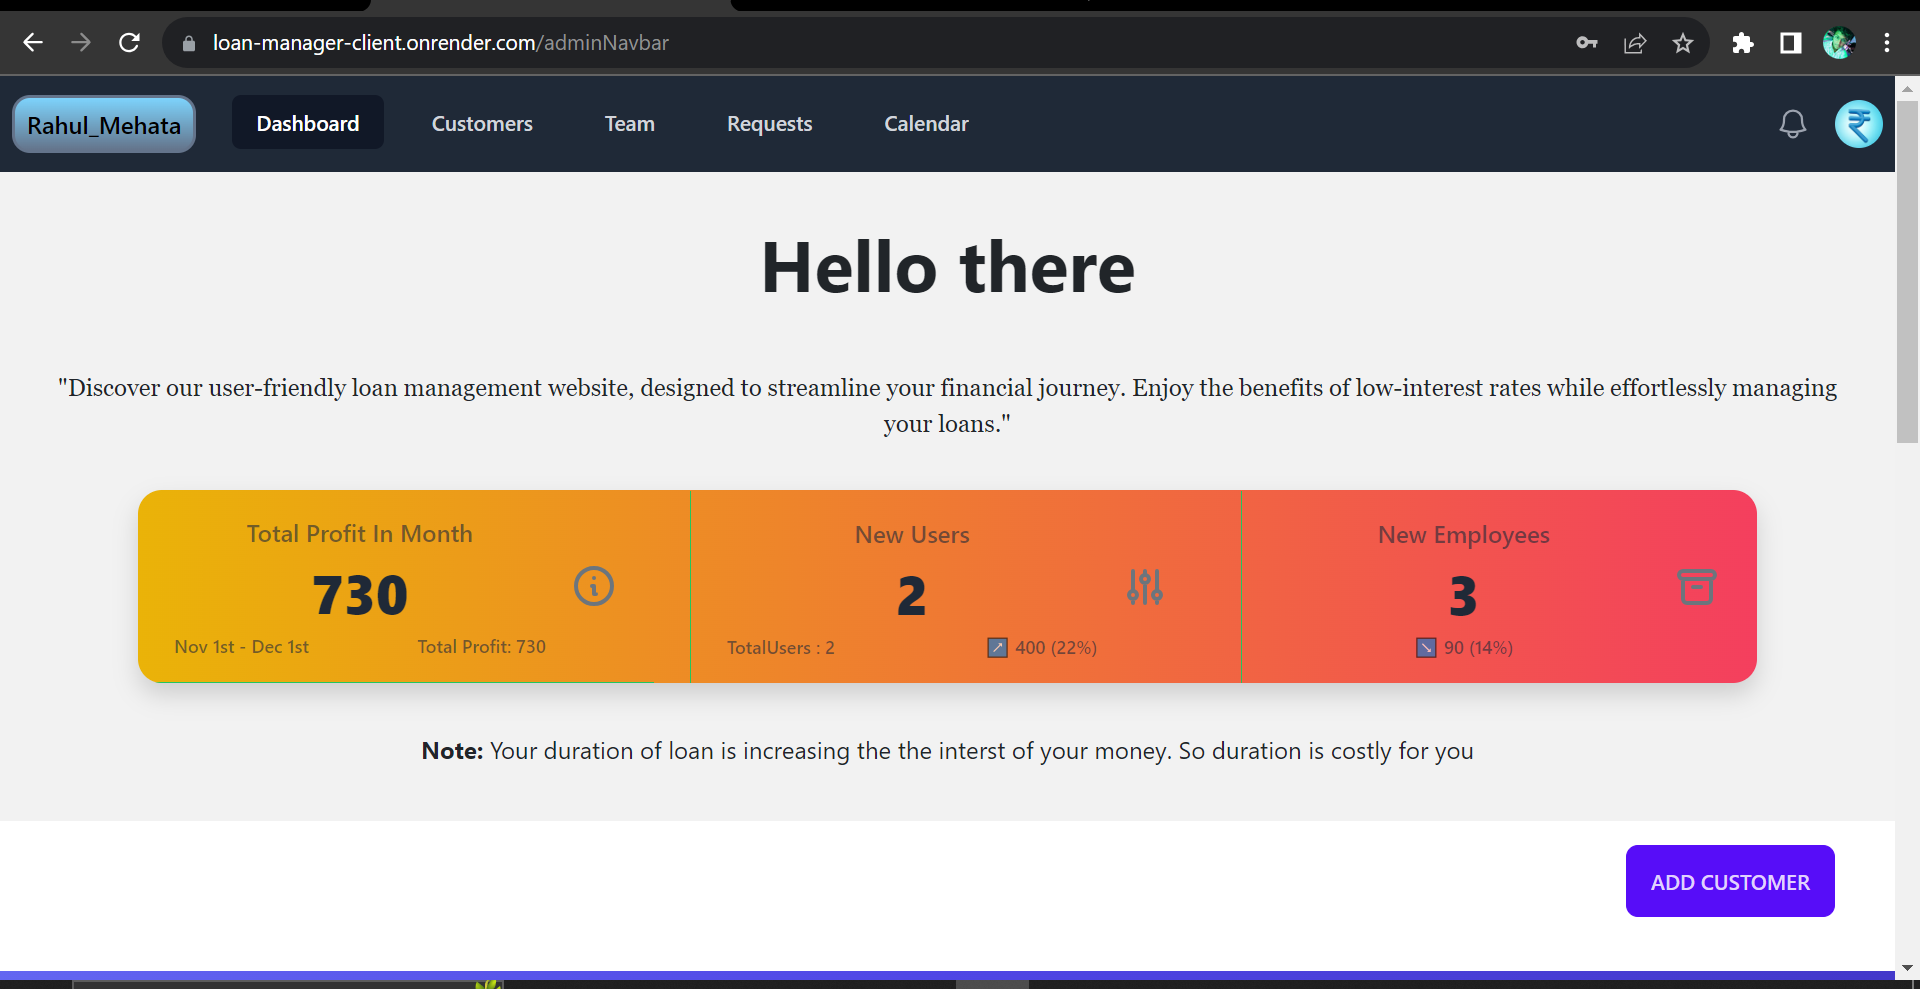 loan-manager-client.onrender.com/adminNavbar
Rahul_Mehata Dashboard Customers Team Requests Calendar
Hello there
"Discover our user-friendly loan management website, designed to streamline your financial journey. Enjoy the benefits of low-interest rates while effortlessly managing
your loans."
Total Profit In Month
730
Nov 1st - Dec 1st Total Profit: 730
New Users
2
TotalUsers : 2 ↗ 400 (22%)
New Employees
3
↘ 90 (14%)
Note: Your duration of loan is increasing the the interst of your money. So duration is costly for you
ADD CUSTOMER